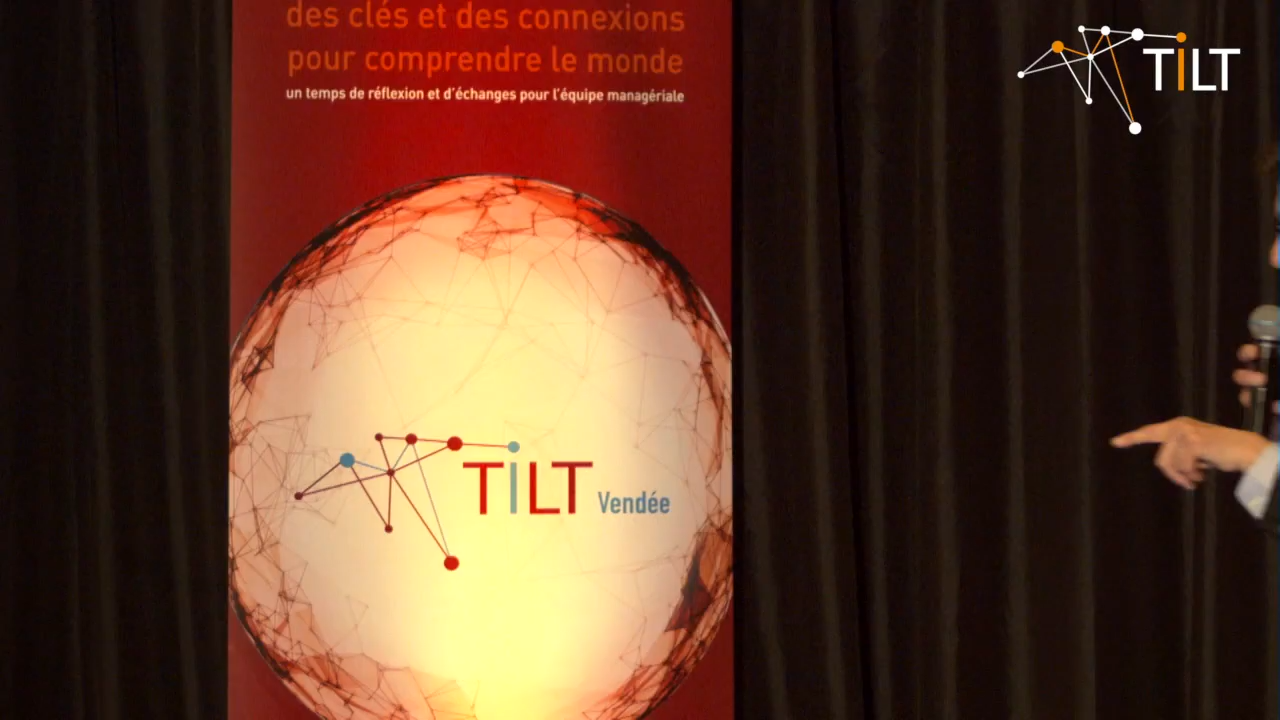 des clés et des connexions
pour comprendre le monde
un temps de réflexion et d'échanges pour l'équipe managériale
TiLT
TiLT Vendée